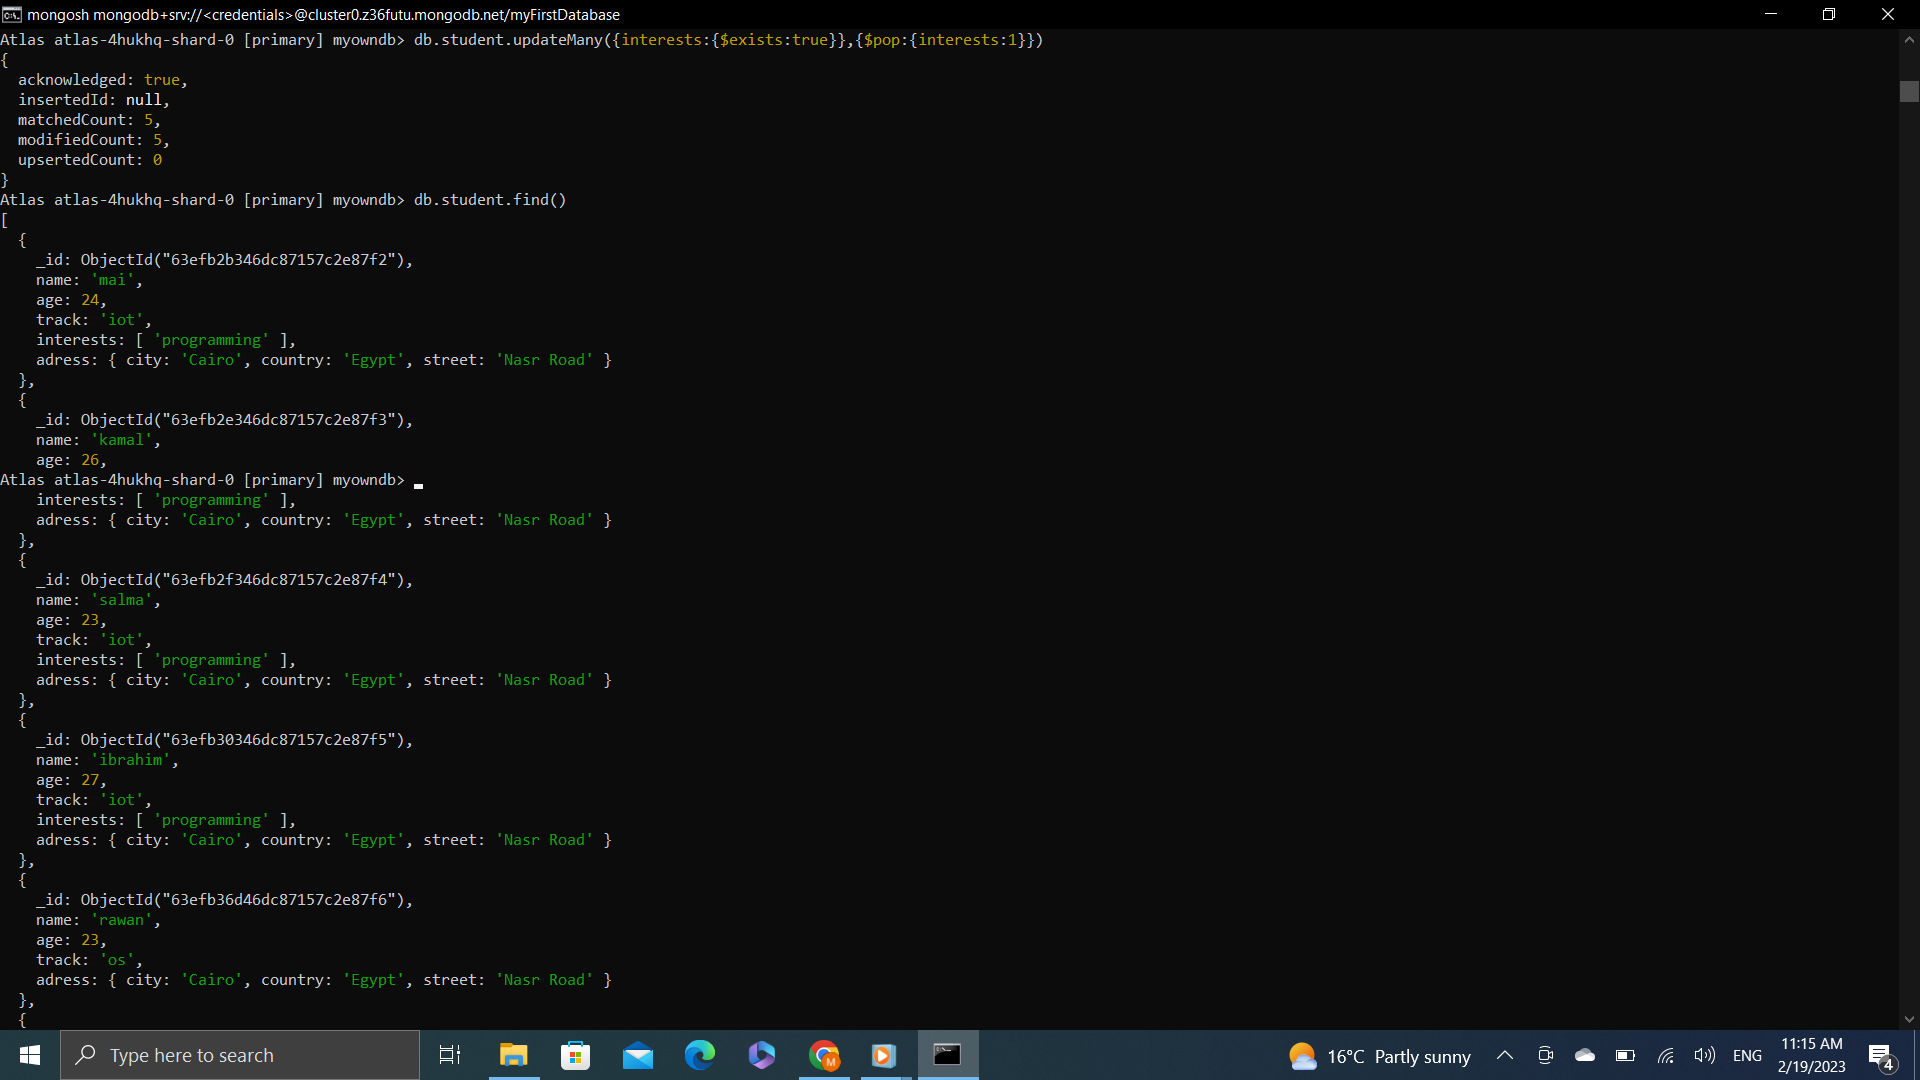 mongosh mongodb+srv://<credentials>@cluster0.z36futu.mongodb.net/myFirstDatabase
Atlas atlas-4hukhq-shard-0 [primary] myowndb> db.student.updateMany({interests:{$exists:true}},{$pop:{interests:1}})
{
  acknowledged: true,
  insertedId: null,
  matchedCount: 5,
  modifiedCount: 5,
  upsertedCount: 0
}
Atlas atlas-4hukhq-shard-0 [primary] myowndb> db.student.find()
[
  {
    _id: ObjectId("63efb2b346dc87157c2e87f2"),
    name: 'mai',
    age: 24,
    track: 'iot',
    interests: [ 'programming' ],
    adress: { city: 'Cairo', country: 'Egypt', street: 'Nasr Road' }
  },
  {
    _id: ObjectId("63efb2e346dc87157c2e87f3"),
    name: 'kamal',
    age: 26,
Atlas atlas-4hukhq-shard-0 [primary] myowndb> _
    interests: [ 'programming' ],
    adress: { city: 'Cairo', country: 'Egypt', street: 'Nasr Road' }
  },
  {
    _id: ObjectId("63efb2f346dc87157c2e87f4"),
    name: 'salma',
    age: 23,
    track: 'iot',
    interests: [ 'programming' ],
    adress: { city: 'Cairo', country: 'Egypt', street: 'Nasr Road' }
  },
  {
    _id: ObjectId("63efb30346dc87157c2e87f5"),
    name: 'ibrahim',
    age: 27,
    track: 'iot',
    interests: [ 'programming' ],
    adress: { city: 'Cairo', country: 'Egypt', street: 'Nasr Road' }
  },
  {
    _id: ObjectId("63efb36d46dc87157c2e87f6"),
    name: 'rawan',
    age: 23,
    track: 'os',
    adress: { city: 'Cairo', country: 'Egypt', street: 'Nasr Road' }
  },
  {
Type here to search
16°C Partly sunny
ENG
11:15 AM
2/19/2023
4